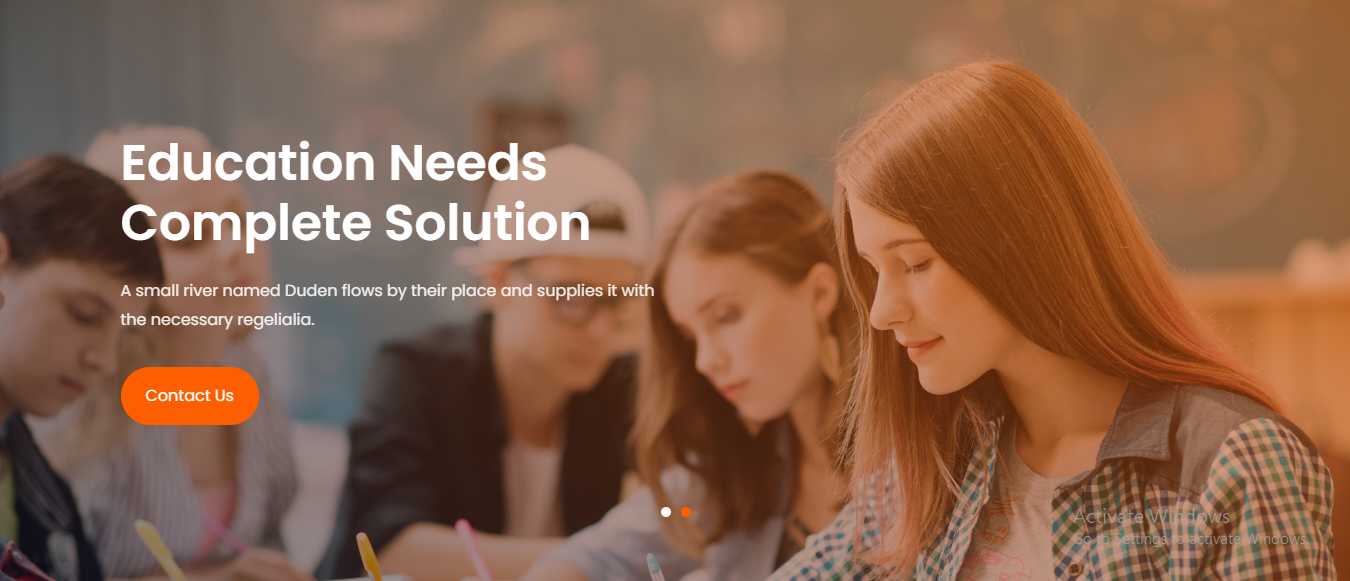 Education Needs
Complete Solution
A small river named Duden flows by their place and supplies it with
the necessary regelialia.
Contact Us
Activate Windows
Go to Settings to activate Windows.